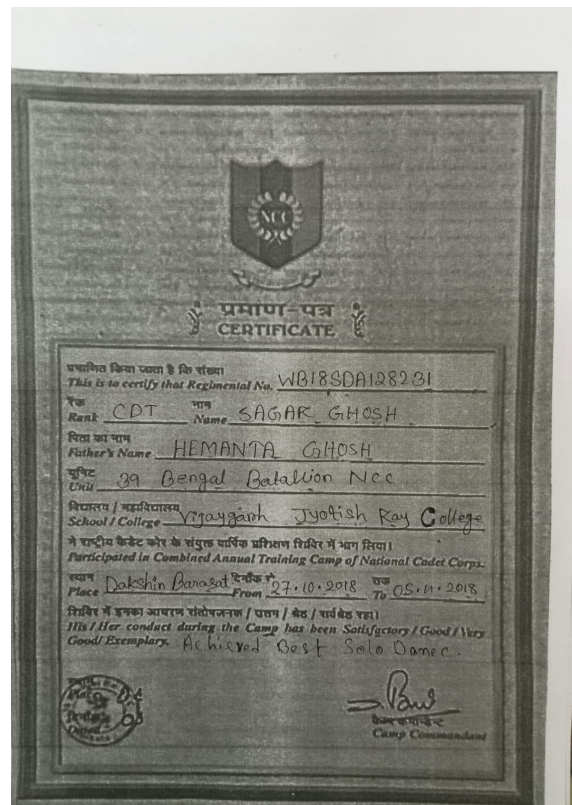 NCC
प्रमाण-पत्र
CERTIFICATE
प्रमाणित किया जाता है कि संख्या
This is to certify that Regimental No. WB18SDA128231
रैंक नाम
Rank CDT Name SAGAR GHOSH
पिता का नाम
Father's Name HEMANTA GHOSH
यूनिट
Unit 39 Bengal Batallion NCC
विद्यालय / महाविद्यालय
School / College Vijaygarh Jyotish Ray College
ने राष्ट्रीय कैडेट कोर के संयुक्त वार्षिक प्रशिक्षण शिविर में भाग लिया।
Participated in Combined Annual Training Camp of National Cadet Corps.
स्थान दिनाँक से तक
Place Dakshin Barasat From 27.10.2018 To 05.11.2018
शिविर में इनका आचरण संतोषजनक / उत्तम / श्रेष्ठ / सर्वश्रेष्ठ रहा।
His / Her conduct during the Camp has been Satisfactory / Good / Very
Good / Exemplary. Achieved Best Solo Dance.
कैम्प कमांडेन्ट
Camp Commandant